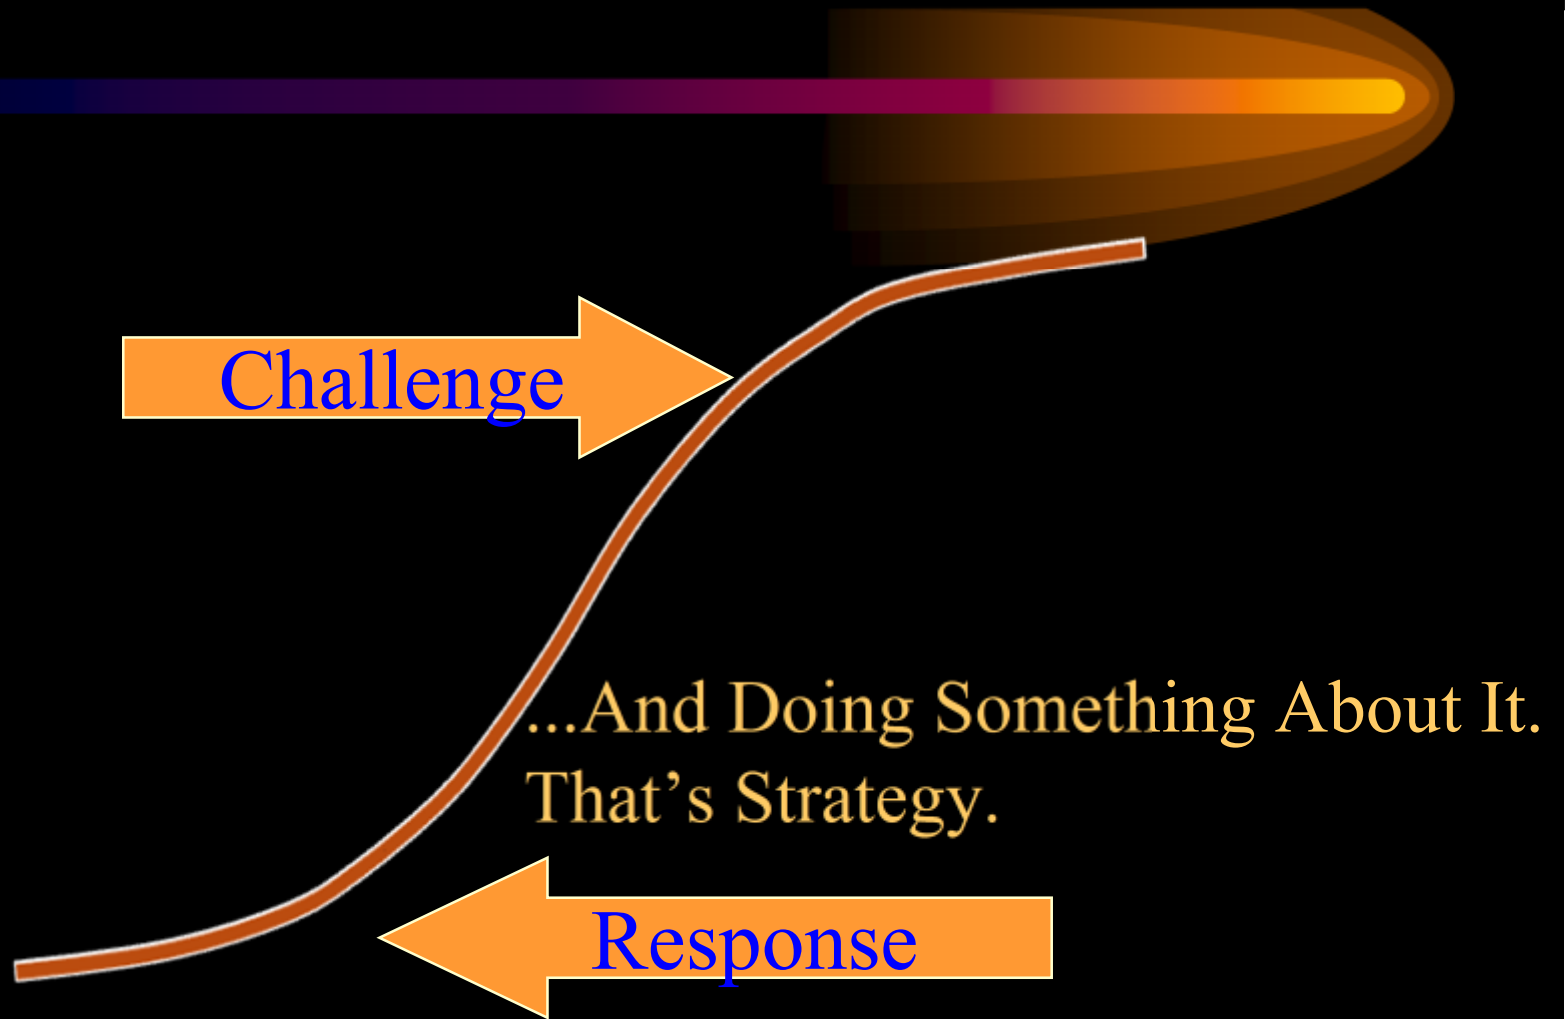 Challenge
...And Doing Something About It.
That’s Strategy.
Response